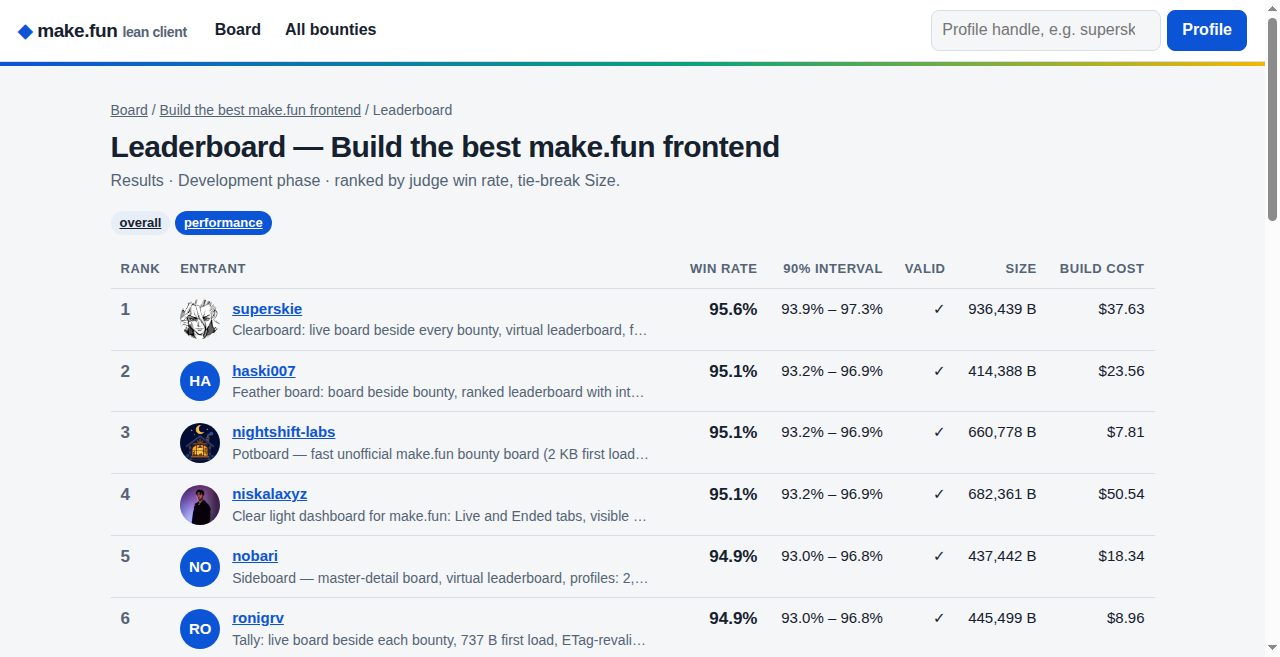 make.fun lean client Board All bounties Profile handle, e.g. supersk Profile
Board / Build the best make.fun frontend / Leaderboard
Leaderboard — Build the best make.fun frontend
Results · Development phase · ranked by judge win rate, tie-break Size.
overall performance
RANK ENTRANT WIN RATE 90% INTERVAL VALID SIZE BUILD COST
1 superskie 95.6% 93.9% – 97.3% ✓ 936,439 B $37.63
Clearboard: live board beside every bounty, virtual leaderboard, f…
2 HA haski007 95.1% 93.2% – 96.9% ✓ 414,388 B $23.56
Feather board: board beside bounty, ranked leaderboard with int…
3 nightshift-labs 95.1% 93.2% – 96.9% ✓ 660,778 B $7.81
Potboard — fast unofficial make.fun bounty board (2 KB first load…
4 niskalaxyz 95.1% 93.2% – 96.9% ✓ 682,361 B $50.54
Clear light dashboard for make.fun: Live and Ended tabs, visible …
5 NO nobari 94.9% 93.0% – 96.8% ✓ 437,442 B $18.34
Sideboard — master-detail board, virtual leaderboard, profiles: 2,…
6 RO ronigrv 94.9% 93.0% – 96.8% ✓ 445,499 B $8.96
Tally: live board beside each bounty, 737 B first load, ETag-revali…